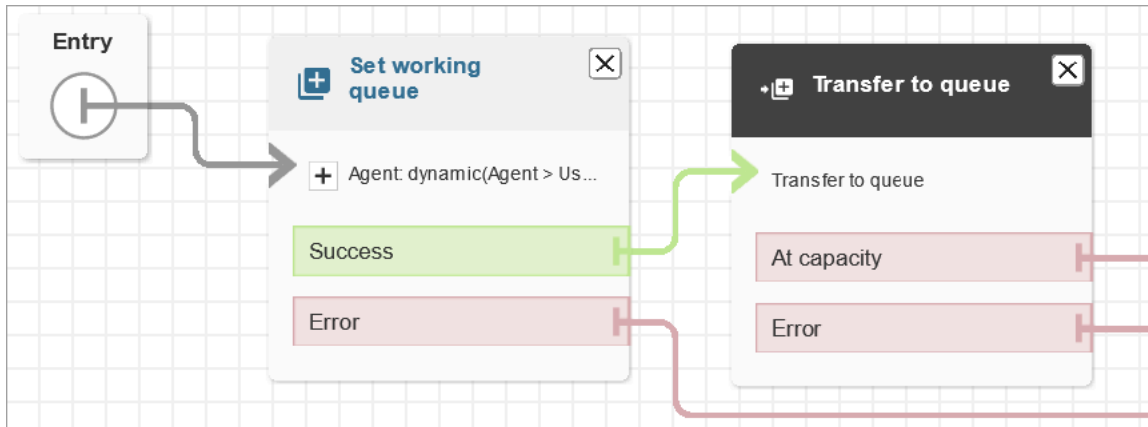 Entry
Set working
queue
Agent: dynamic(Agent > Us...
Success
Error
Transfer to queue
Transfer to queue
At capacity
Error